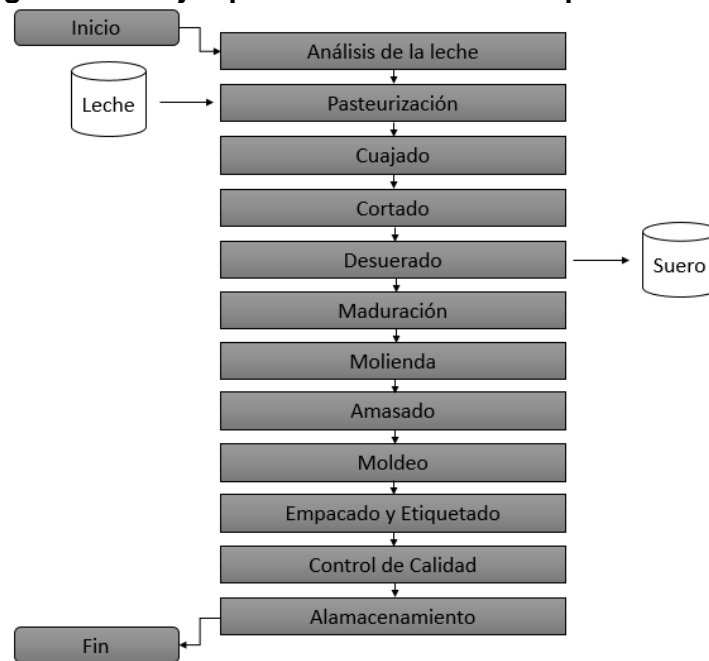 Inicio
Análisis de la leche
Leche
Pasteurización
Cuajado
Cortado
Desuerado
Suero
Maduración
Molienda
Amasado
Moldeo
Empacado y Etiquetado
Control de Calidad
Alamacenamiento
Fin